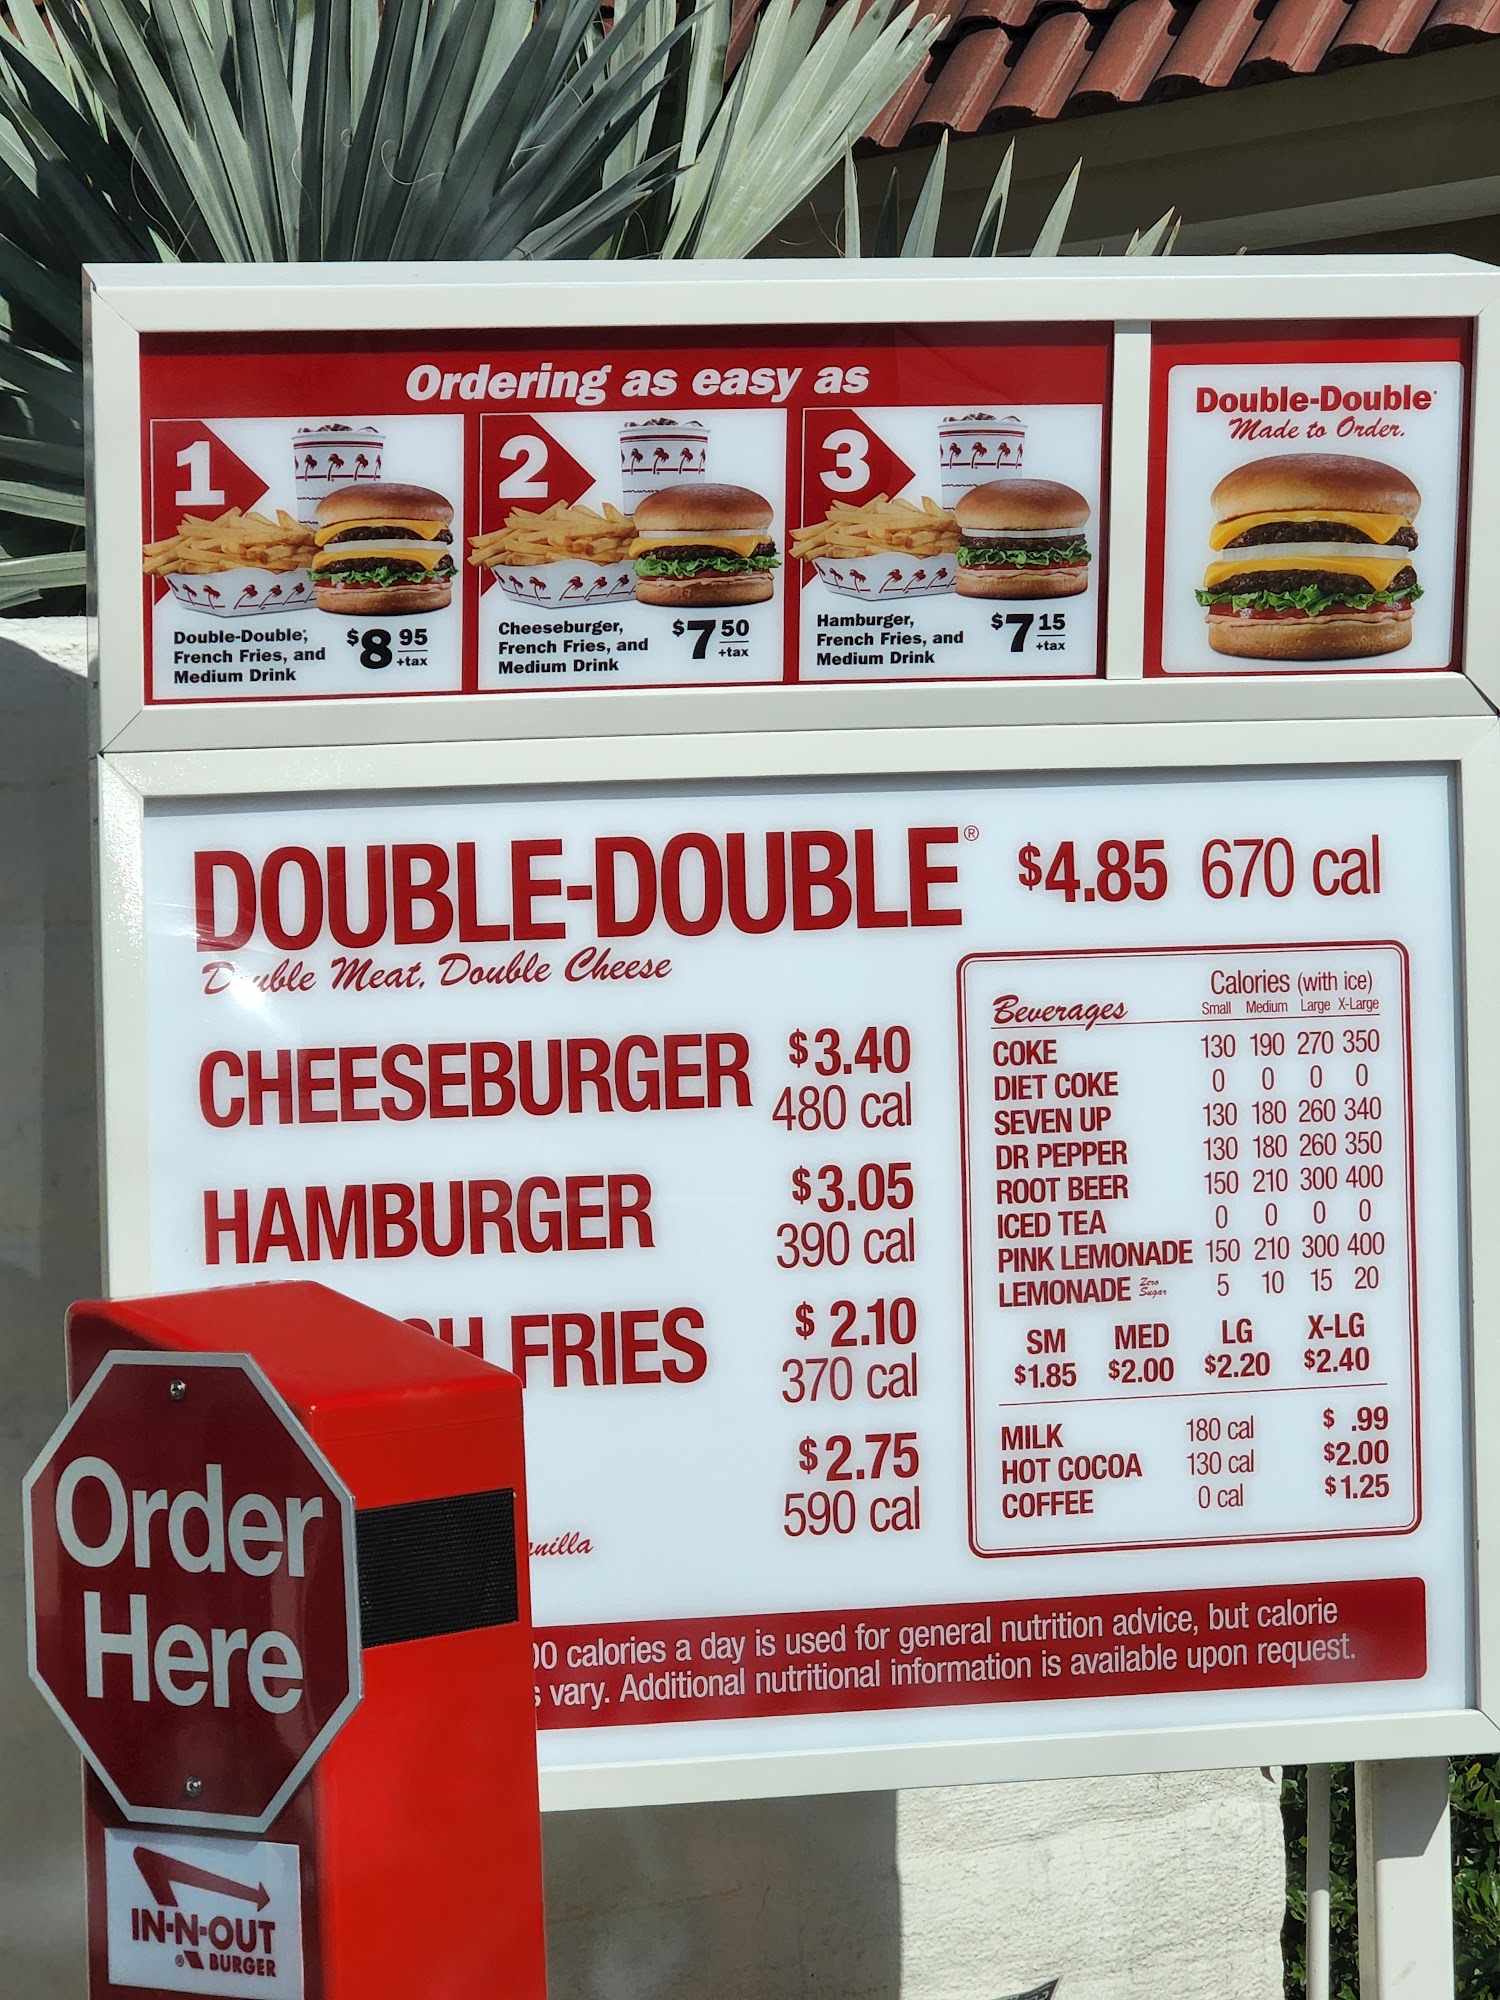 Ordering as easy as
1
Double-Double,
French Fries, and
Medium Drink
$8 95
+tax
2
Cheeseburger,
French Fries, and
Medium Drink
$7 50
+tax
3
Hamburger,
French Fries, and
Medium Drink
$7 15
+tax
Double-Double
Made to Order.
DOUBLE-DOUBLE® $4.85 670 cal
Double Meat, Double Cheese
CHEESEBURGER $3.40
480 cal
HAMBURGER $3.05
390 cal
FRIES $2.10
370 cal
$2.75
590 cal
Beverages Calories (with ice)
Small Medium Large X-Large
COKE 130 190 270 350
DIET COKE 0 0 0 0
SEVEN UP 130 180 260 340
DR PEPPER 130 180 260 350
ROOT BEER 150 210 300 400
ICED TEA 0 0 0 0
PINK LEMONADE 150 210 300 400
LEMONADE Zero Sugar 5 10 15 20
SM MED LG X-LG
$1.85 $2.00 $2.20 $2.40
MILK 180 cal $ .99
HOT COCOA 130 cal $2.00
COFFEE 0 cal $1.25
calories a day is used for general nutrition advice, but calorie
vary. Additional nutritional information is available upon request.
Order
Here
IN-N-OUT
® BURGER